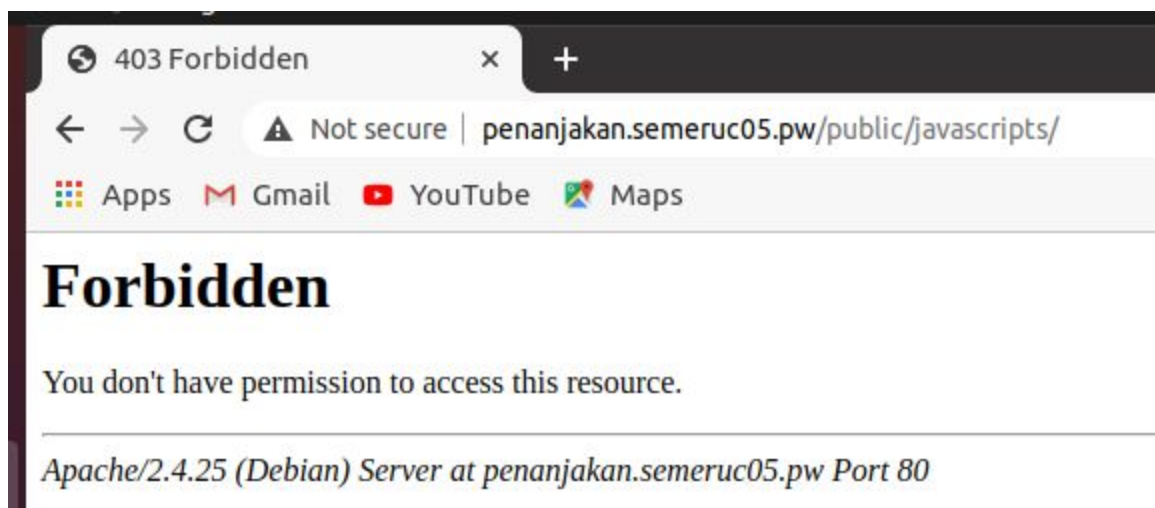 403 Forbidden
Not secure | penanjakan.semeruc05.pw/public/javascripts/
Apps Gmail YouTube Maps
Forbidden
You don't have permission to access this resource.
Apache/2.4.25 (Debian) Server at penanjakan.semeruc05.pw Port 80